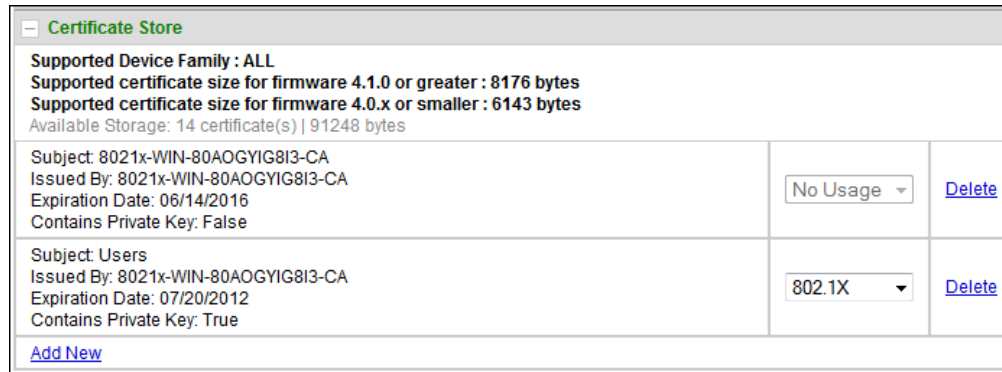 Certificate Store
Supported Device Family : ALL
Supported certificate size for firmware 4.1.0 or greater : 8176 bytes
Supported certificate size for firmware 4.0.x or smaller : 6143 bytes
Available Storage: 14 certificate(s) | 91248 bytes
Subject: 8021x-WIN-80AOGYIG8I3-CA
Issued By: 8021x-WIN-80AOGYIG8I3-CA
Expiration Date: 06/14/2016
Contains Private Key: False
No Usage
Delete
Subject: Users
Issued By: 8021x-WIN-80AOGYIG8I3-CA
Expiration Date: 07/20/2012
Contains Private Key: True
802.1X
Delete
Add New